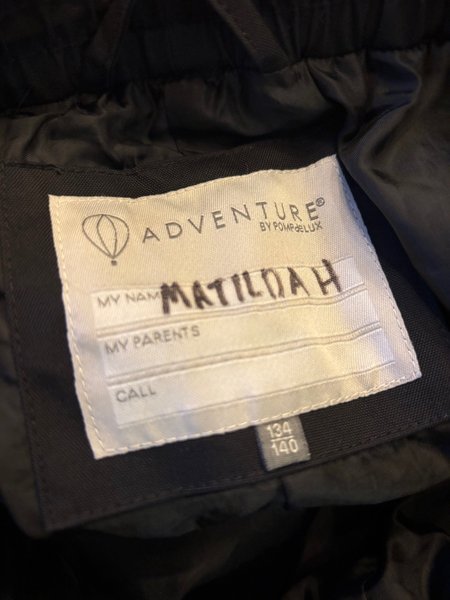 ADVENTURE®
BY POMPdeLUX
MY NAM MATILDA H
MY PARENTS
CALL
134
140